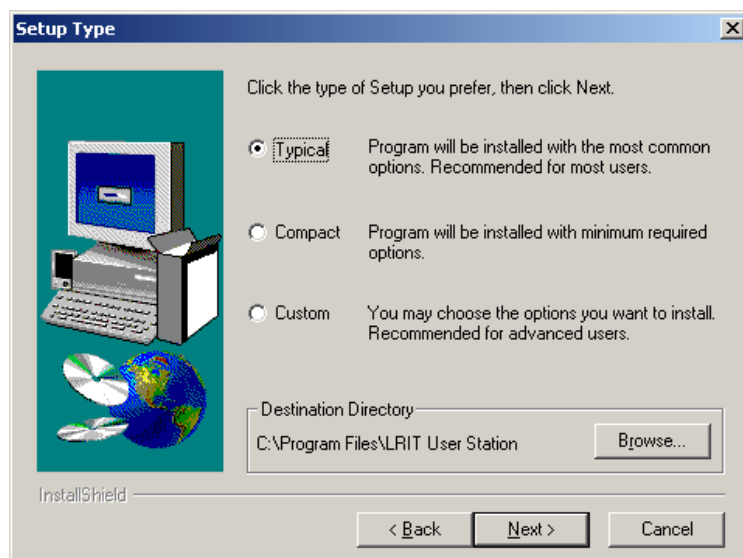 Setup Type
Click the type of Setup you prefer, then click Next.
Typical
Program will be installed with the most common
options. Recommended for most users.
Compact
Program will be installed with minimum required
options.
Custom
You may choose the options you want to install.
Recommended for advanced users.
Destination Directory
C:\Program Files\LRIT User Station
Browse...
InstallShield
< Back
Next >
Cancel